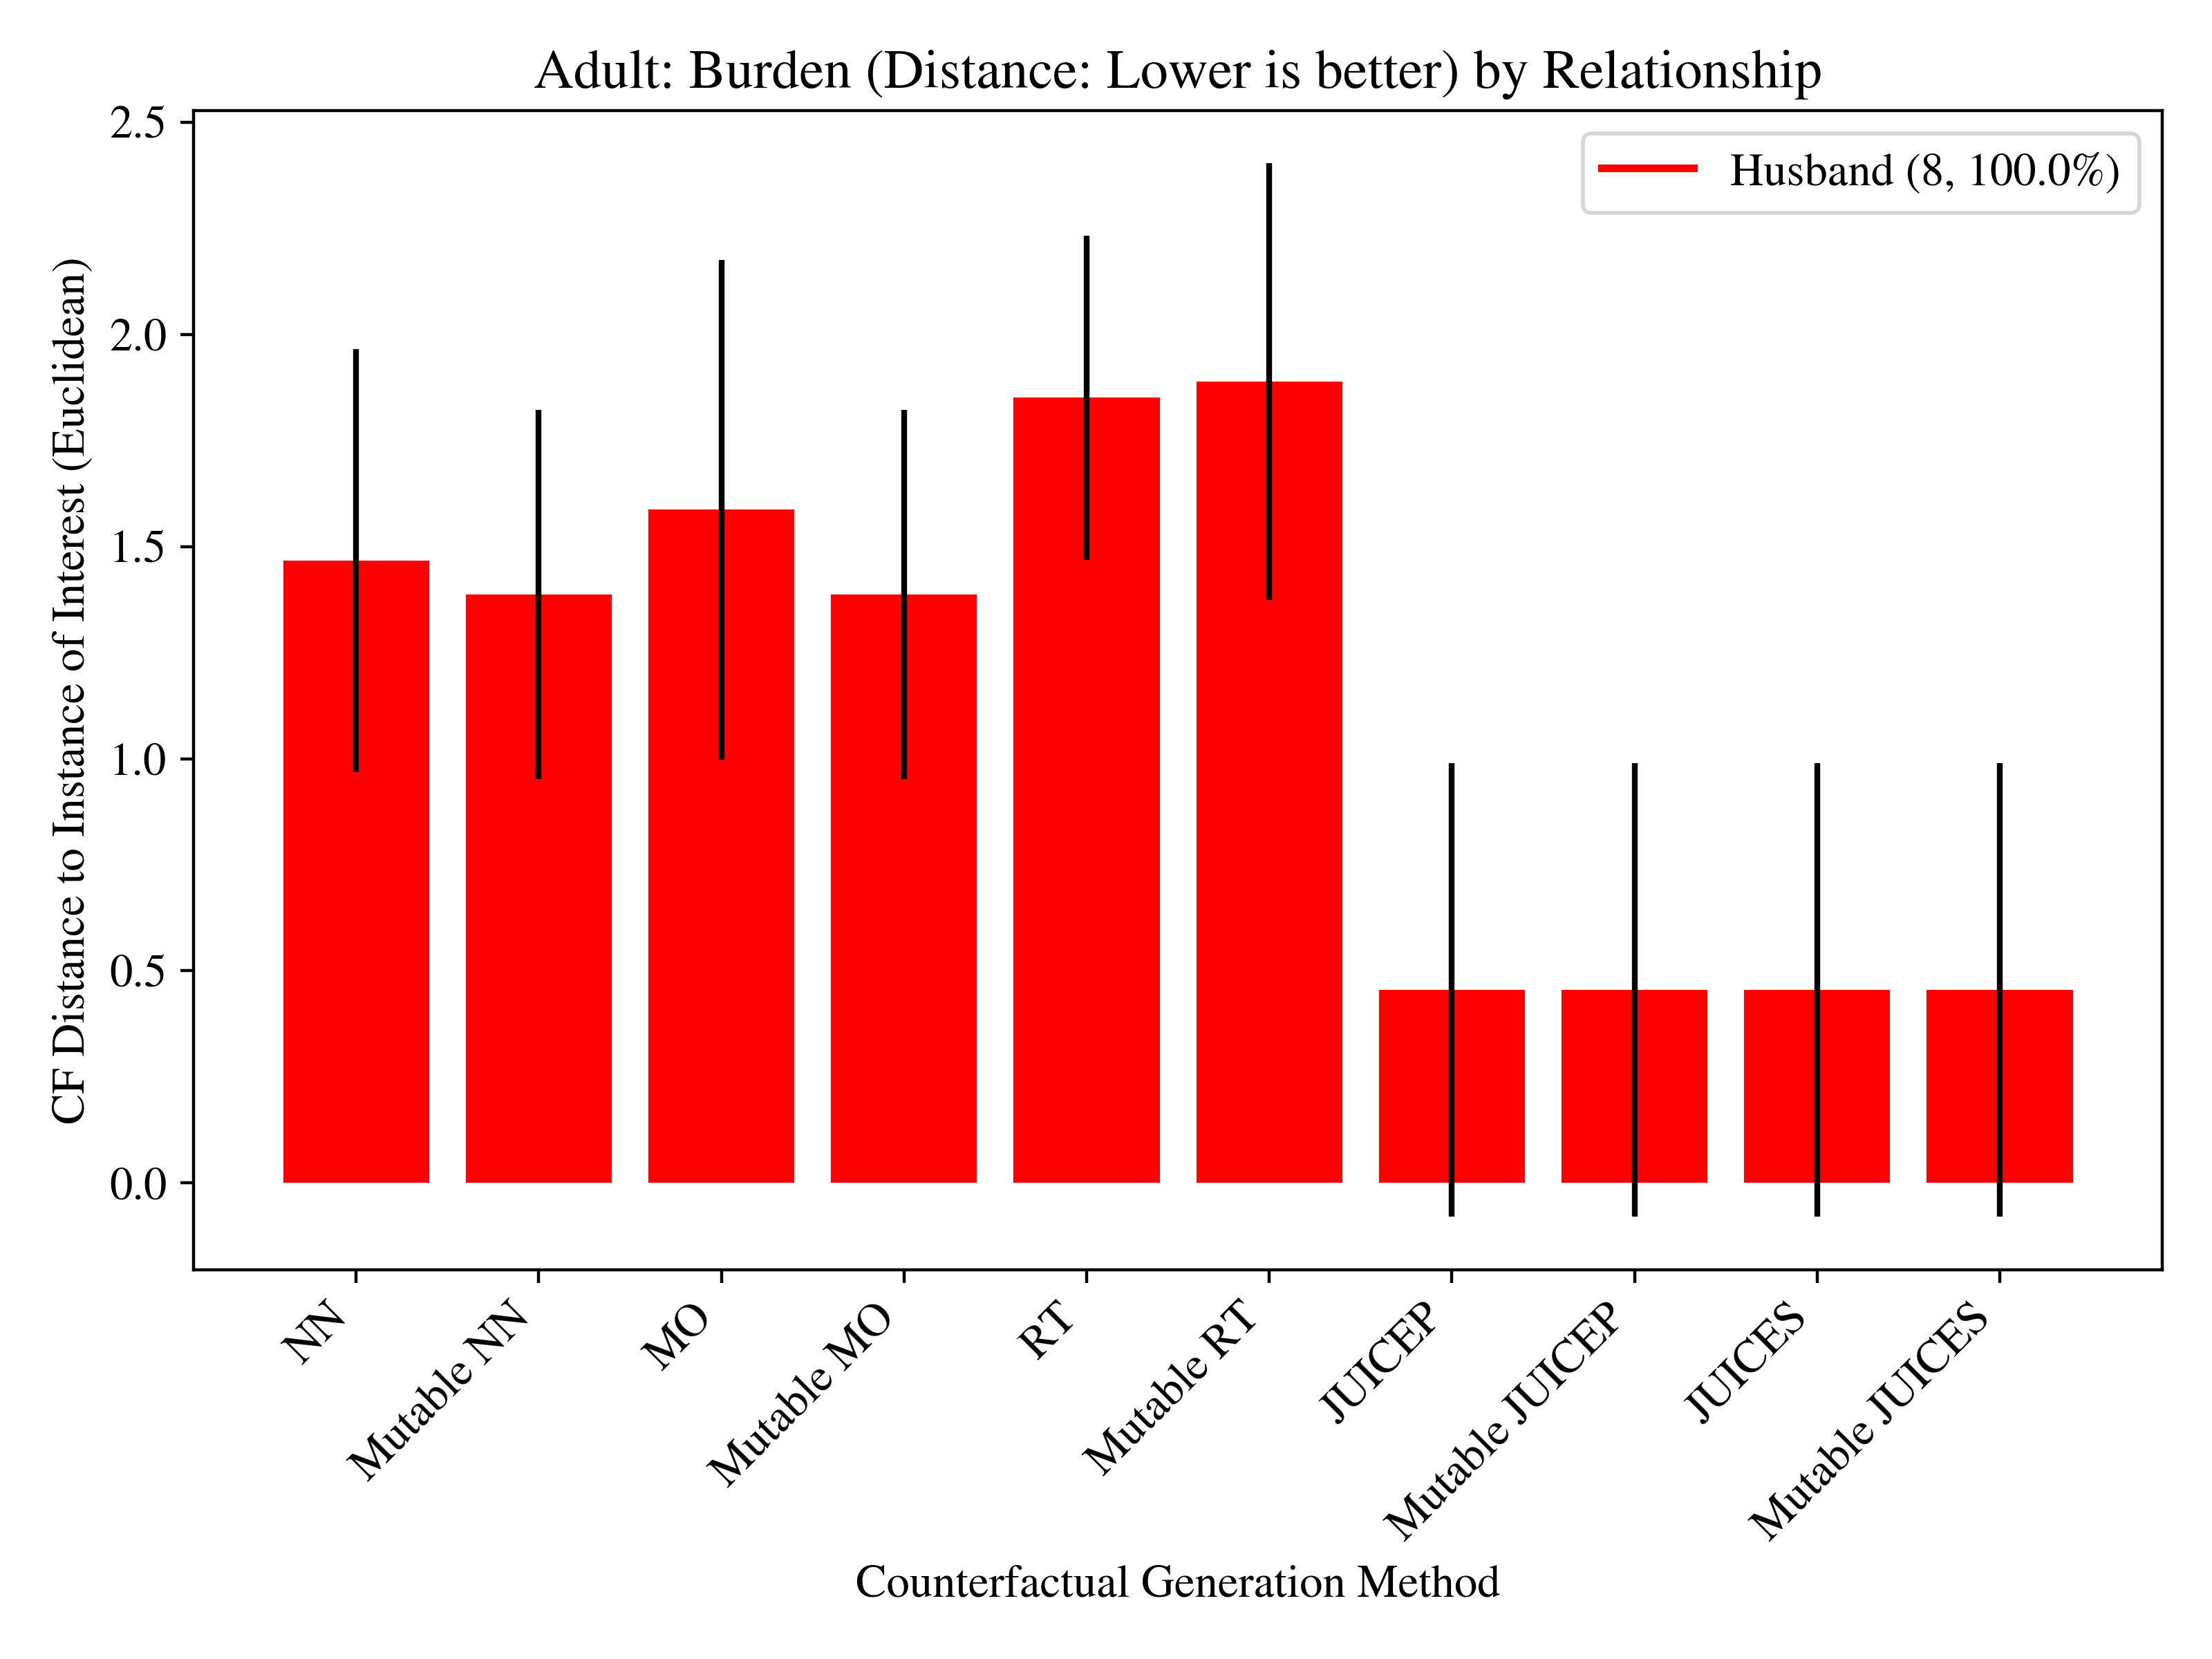 Adult: Burden (Distance: Lower is better) by Relationship
Husband (8, 100.0%)
CF Distance to Instance of Interest (Euclidean)
2.5
2.0
1.5
1.0
0.5
0.0
NN
Mutable NN
MO
Mutable MO
RT
Mutable RT
JUICEP
Mutable JUICEP
JUICES
Mutable JUICES
Counterfactual Generation Method